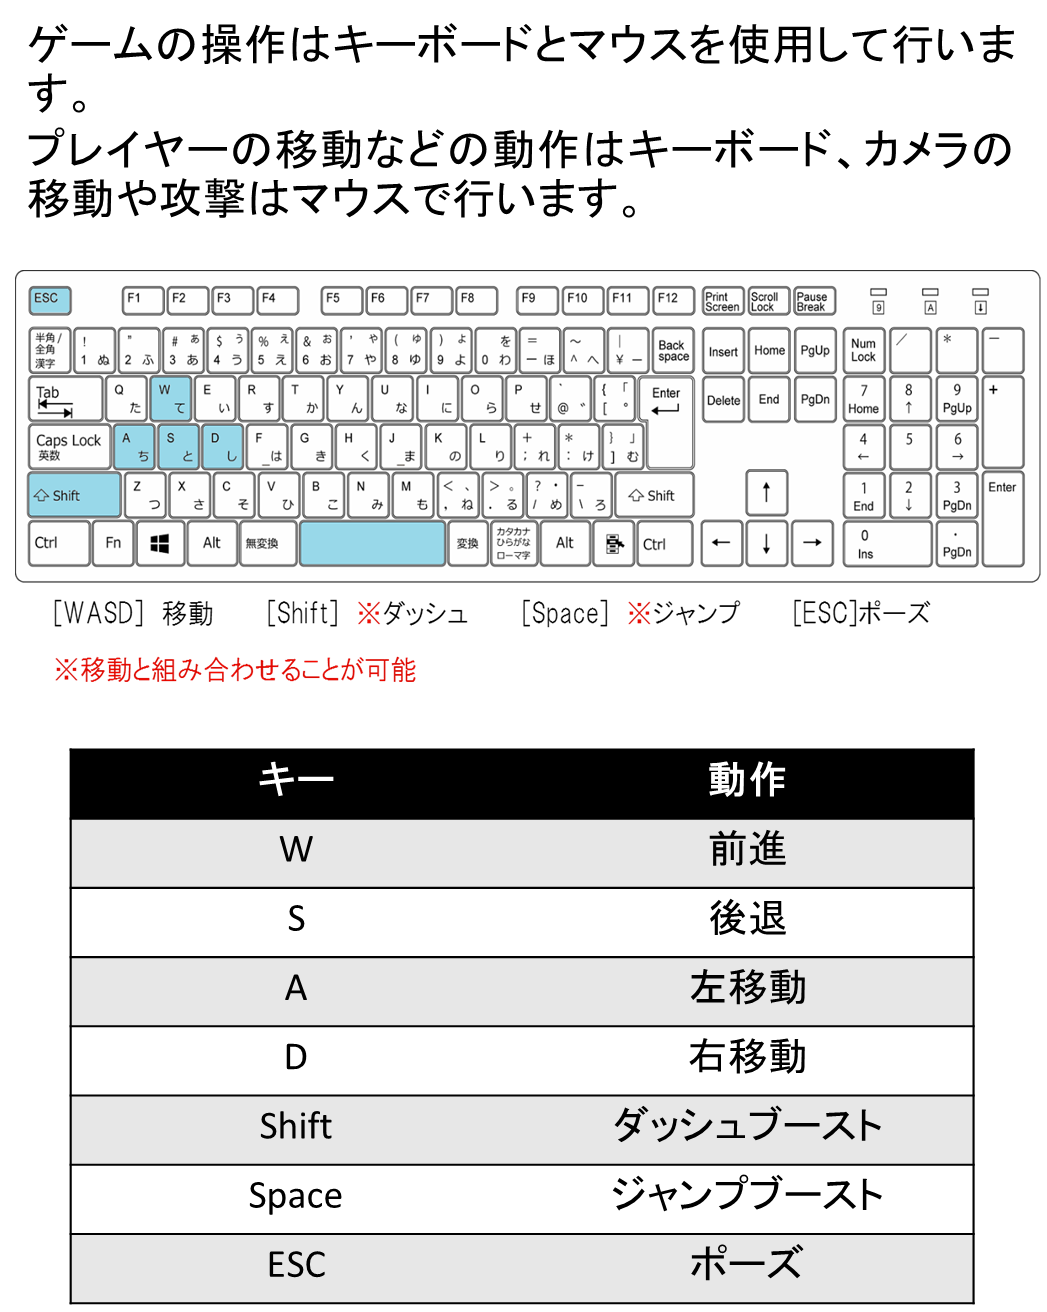 ゲームの操作はキーボードとマウスを使用して行いま
す。
プレイヤーの移動などの動作はキーボード、カメラの
移動や攻撃はマウスで行います。
ESC F1 F2 F3 F4 F5 F6 F7 F8 F9 F10 F11 F12 Print Screen Scroll Lock Pause Break 9 A ↓
半角/全角 漢字 ! 1 ぬ " 2 ふ # ぁ 3 あ $ ぅ 4 う % ぇ 5 え & ぉ 6 お ' ゃ 7 や ( ゅ 8 ゆ ) ょ 9 よ を 0 わ = ー ほ ~ ^ へ | ¥ ー Back space Insert Home PgUp Num Lock / * －
Tab Q た W て E い R す T か Y ん U な I に O ら P せ ` @ ゛ { 「 [ ゜ Enter Delete End PgDn 7 Home 8 ↑ 9 PgUp +
Caps Lock 英数 A ち S と D し F は G き H く J ま K の L り + ; れ * : け } 」 ] む 4 ← 5 6 →
Shift Z つ X さ C そ V ひ B こ N み M も < 、 , ね > 。 . る ? ・ / め _ \ ろ Shift ↑ 1 End 2 ↓ 3 PgDn Enter
Ctrl Fn Alt 無変換 変換 カタカナ ひらがな ローマ字 Alt Ctrl ← ↓ → 0 Ins . PgDn
[WASD] 移動 [Shift] ※ダッシュ [Space] ※ジャンプ [ESC]ポーズ
※移動と組み合わせることが可能
キー 動作
W 前進
S 後退
A 左移動
D 右移動
Shift ダッシュブースト
Space ジャンプブースト
ESC ポーズ